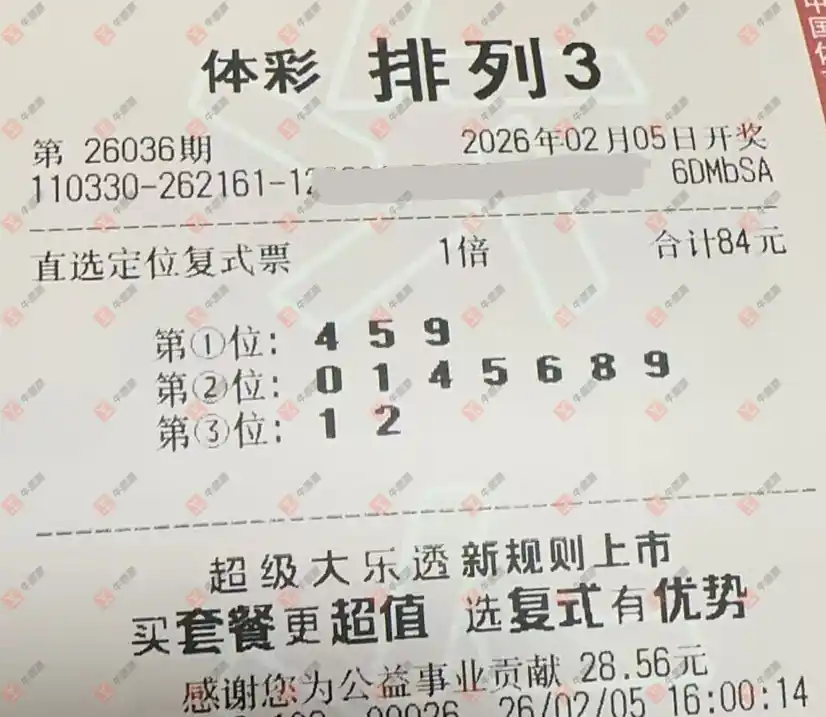 体彩 排列3
第 26036期 2026年02月05日开奖
110330-262161-12 6DMbSA
直选定位复式票 1倍 合计84元
第①位: 4 5 9
第②位: 0 1 4 5 6 8 9
第③位: 1 2
超级大乐透新规则上市
买套餐更超值 选复式有优势
感谢您为公益事业贡献 28.56元
26/02/05 16:00:14
中国体